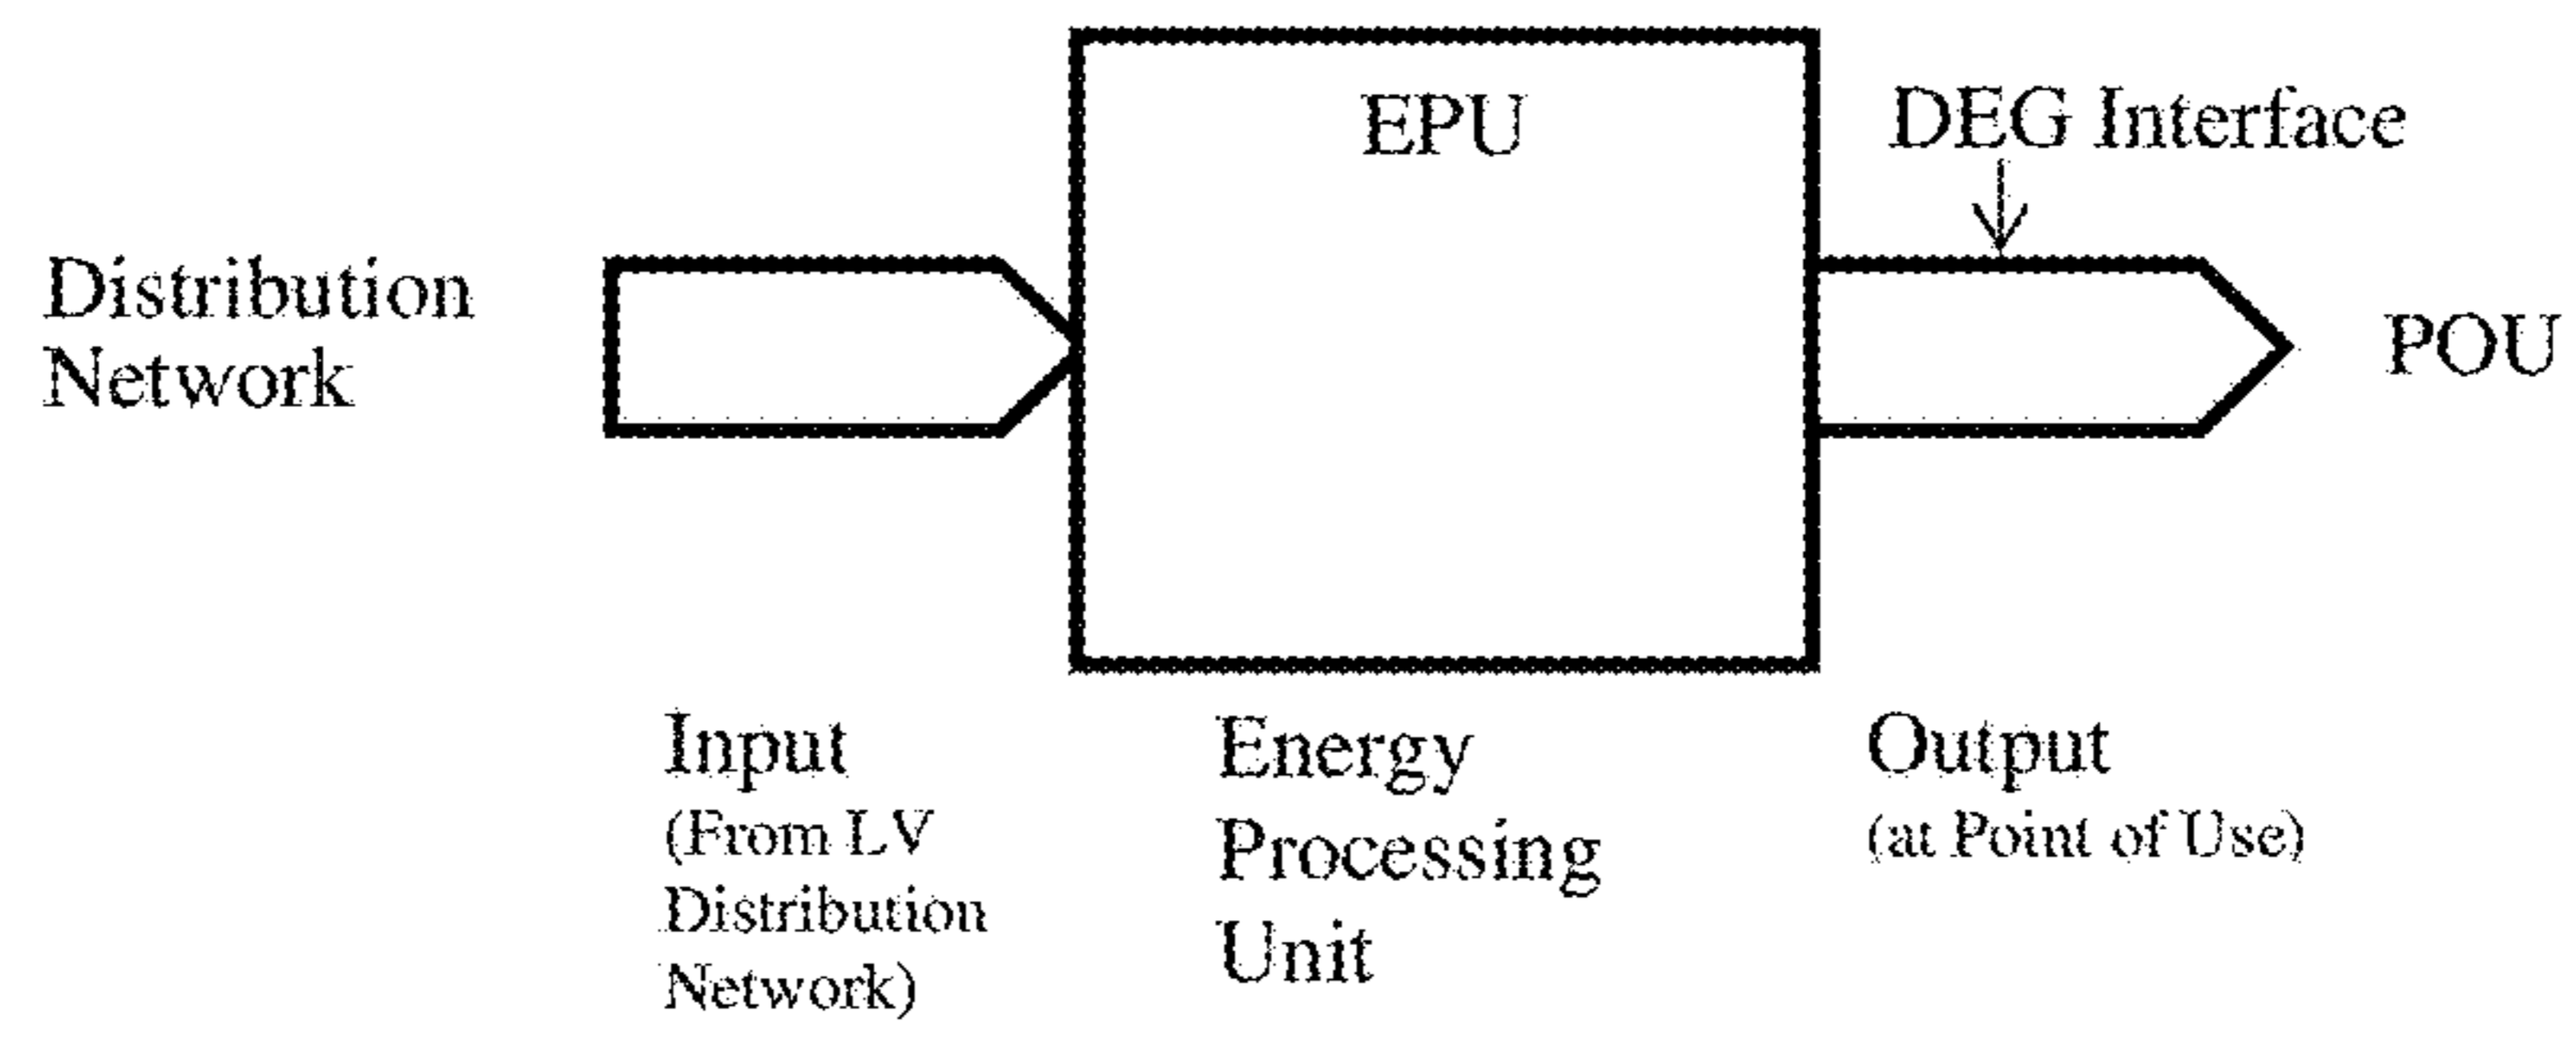 EPU
DEG Interface
Distribution
Network
POU
Input
(From LV
Distribution
Network)
Energy
Processing
Unit
Output
(at Point of Use)